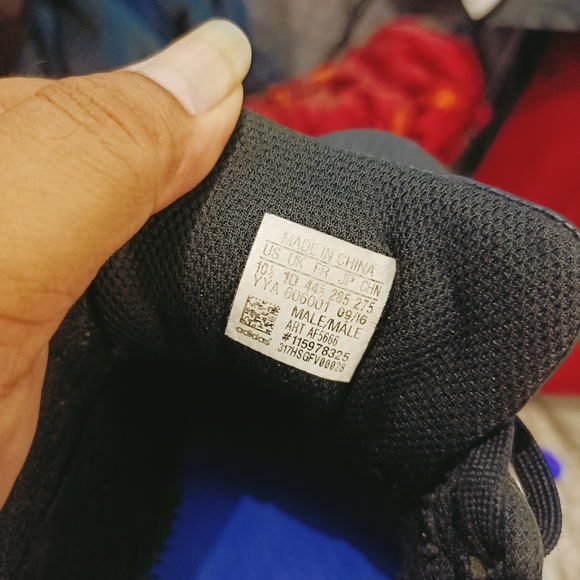 MADE IN CHINA
US UK FR JP CHN
10½ 10 44⅔ 285 275
YYA 606001 09/16
MALE/MALE
ART AF5666
#115978325
317HSGFV00028
adidas